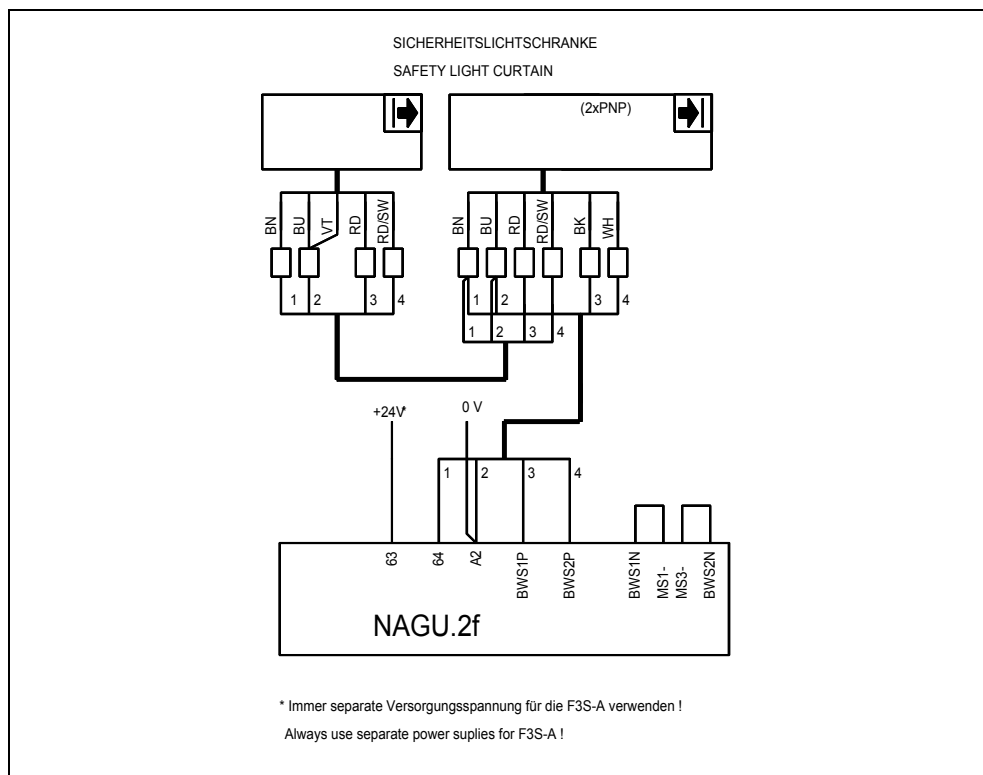 SICHERHEITSLICHTSCHRANKE
SAFETY LIGHT CURTAIN
(2xPNP)
BN
BU
VT
RD
RD/SW
BN
BU
RD
RD/SW
BK
WH
1 2 3 4
1 2 3 4
1 2 3 4
+24V*
0 V
1 2 3 4
63
64
A2
BWS1P
BWS2P
BWS1N
MS1-
MS3-
BWS2N
NAGU.2f
* Immer separate Versorgungsspannung für die F3S-A verwenden !
Always use separate power suplies for F3S-A !